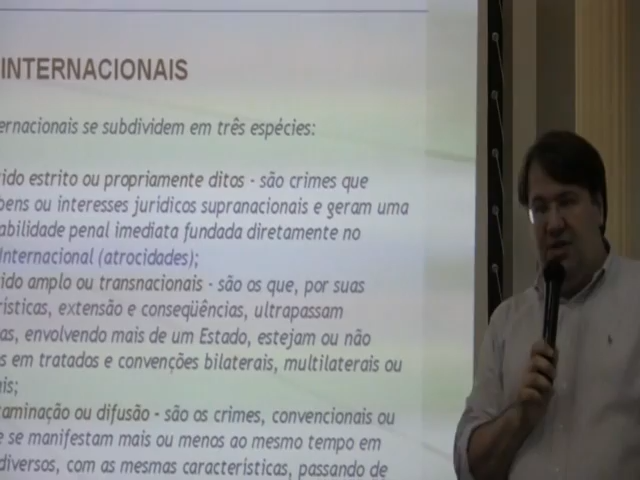 INTERNACIONAIS
ernacionais se subdividem em três espécies:
ido estrito ou propriamente ditos - são crimes que
bens ou interesses jurídicos supranacionais e geram uma
abilidade penal imediata fundada diretamente no
Internacional (atrocidades);
ido amplo ou transnacionais - são os que, por suas
rísticas, extensão e conseqüências, ultrapassam
as, envolvendo mais de um Estado, estejam ou não
s em tratados e convenções bilaterais, multilaterais ou
is;
taminação ou difusão - são os crimes, convencionais ou
e se manifestam mais ou menos ao mesmo tempo em
diversos, com as mesmas características, passando de